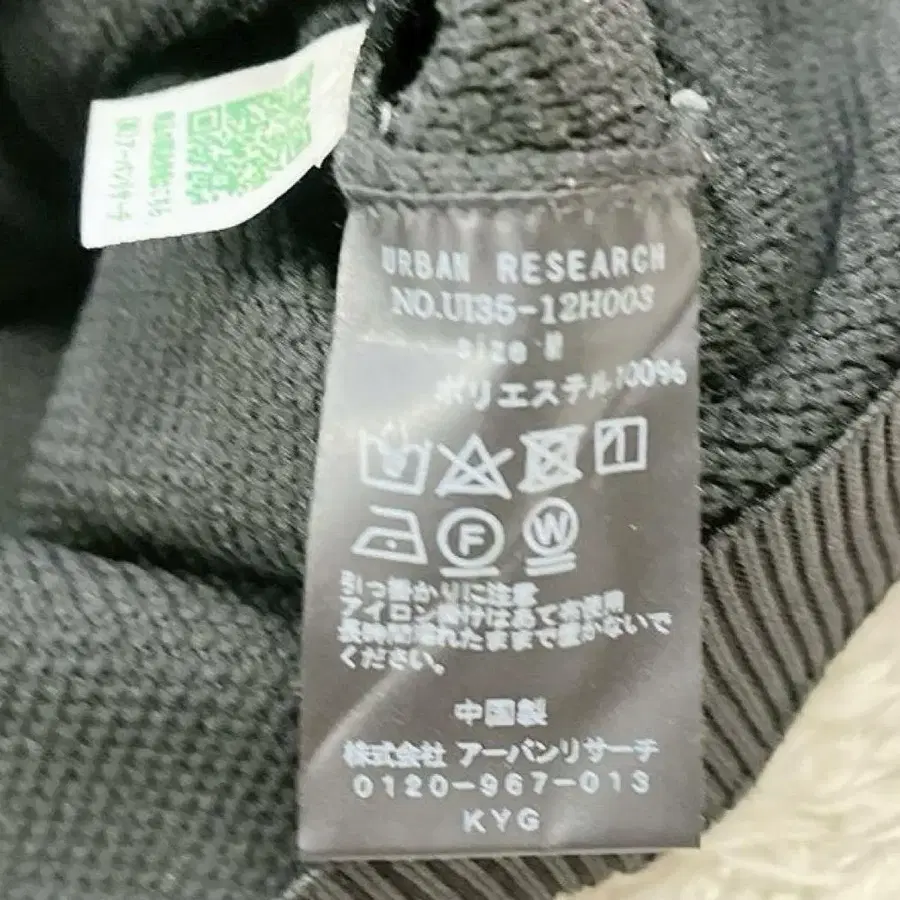 URBAN RESEARCH
NO.UI35-12H003
size M
ポリエステル100%
F
W
引っ掛かりに注意
アイロン掛けはあて布使用
長時間濡れたままで置かないで
ください。
中国製
株式会社 アーバンリサーチ
0120-967-013
KYG